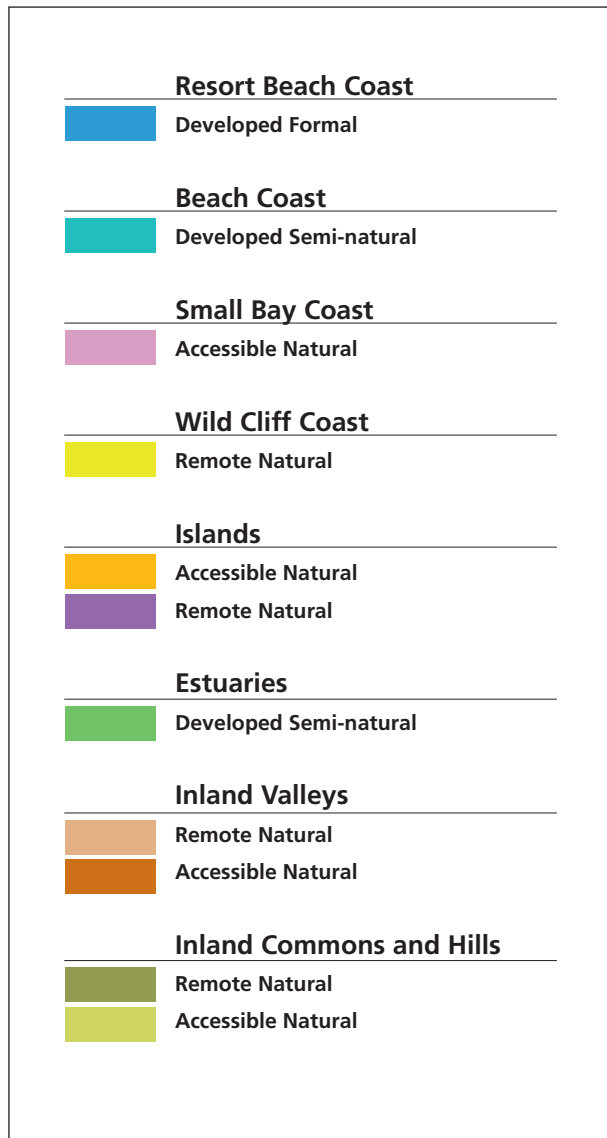 Resort Beach Coast
Developed Formal
Beach Coast
Developed Semi-natural
Small Bay Coast
Accessible Natural
Wild Cliff Coast
Remote Natural
Islands
Accessible Natural
Remote Natural
Estuaries
Developed Semi-natural
Inland Valleys
Remote Natural
Accessible Natural
Inland Commons and Hills
Remote Natural
Accessible Natural